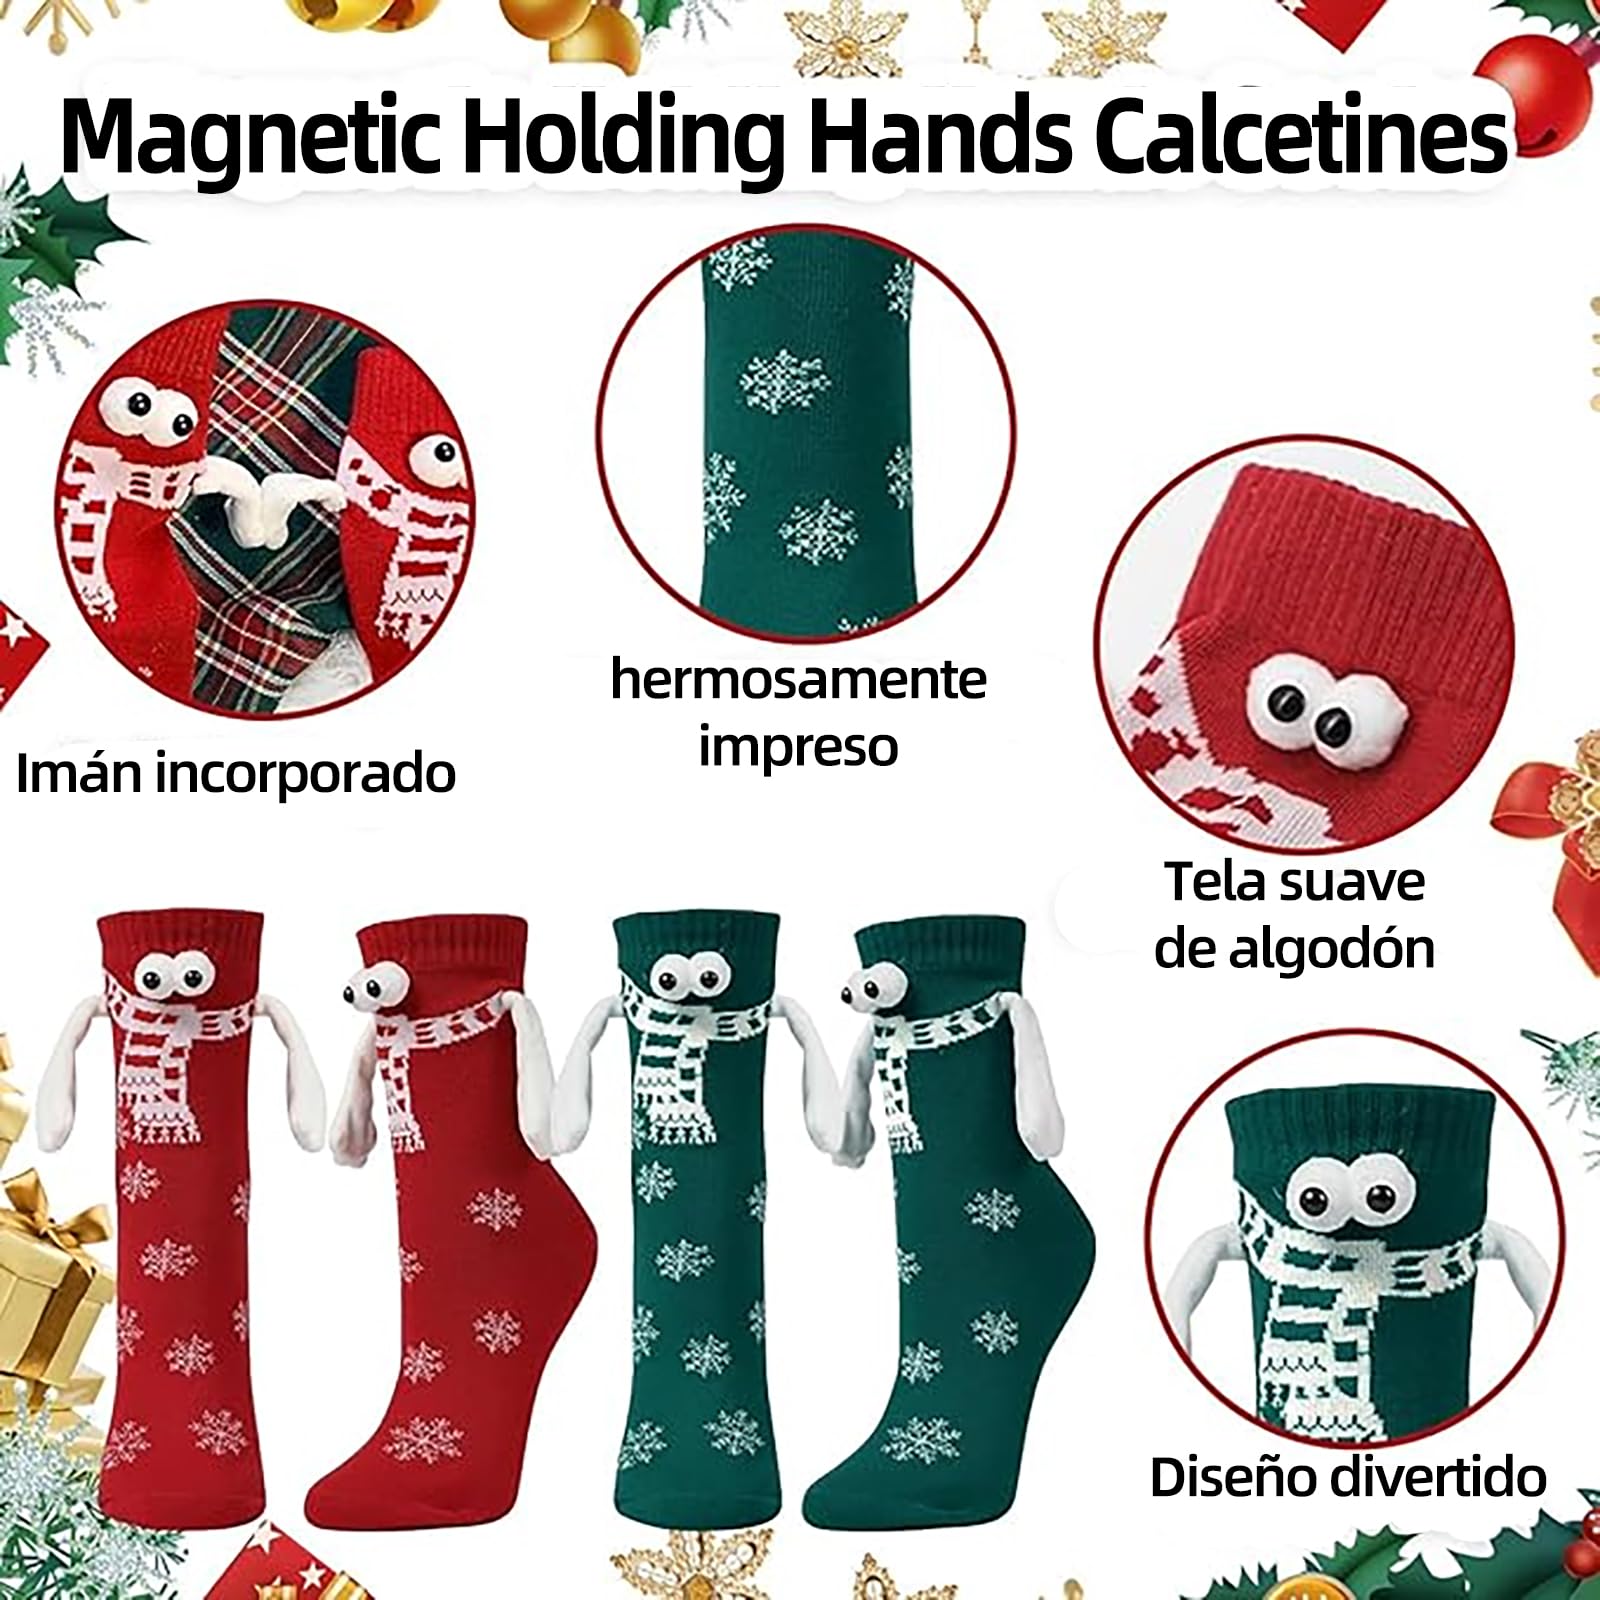 Magnetic Holding Hands Calcetines
Imán incorporado
hermosamente
impreso
Tela suave
de algodón
Diseño divertido